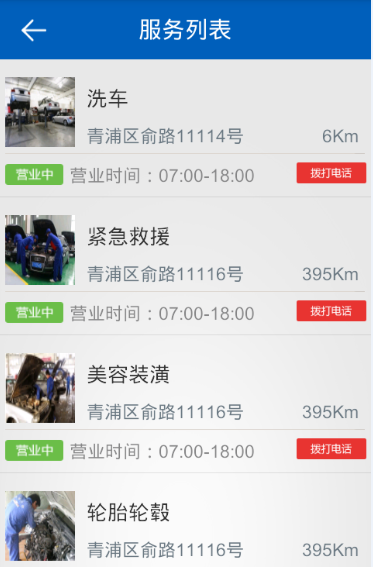 服务列表
洗车
青浦区俞路11114号 6Km
营业中 营业时间：07:00-18:00 拨打电话
紧急救援
青浦区俞路11116号 395Km
营业中 营业时间：07:00-18:00 拨打电话
美容装潢
青浦区俞路11116号 395Km
营业中 营业时间：07:00-18:00 拨打电话
轮胎轮毂
青浦区俞路11116号 395Km